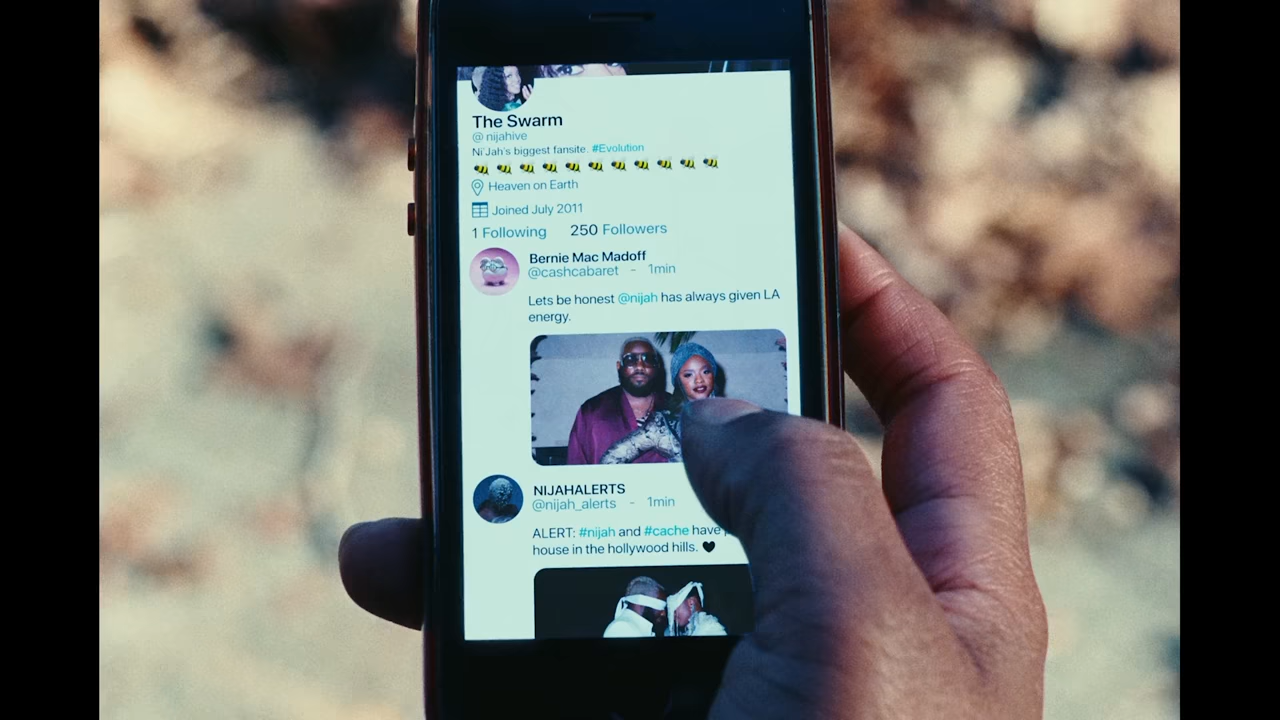 The Swarm
@nijahive
Ni'Jah's biggest fansite. #Evolution
Heaven on Earth
Joined July 2011
1 Following 250 Followers
Bernie Mac Madoff
@cashcabaret - 1min
Lets be honest @nijah has always given LA
energy.
NIJAHALERTS
@nijah_alerts - 1min
ALERT: #nijah and #cache have
house in the hollywood hills. 🖤